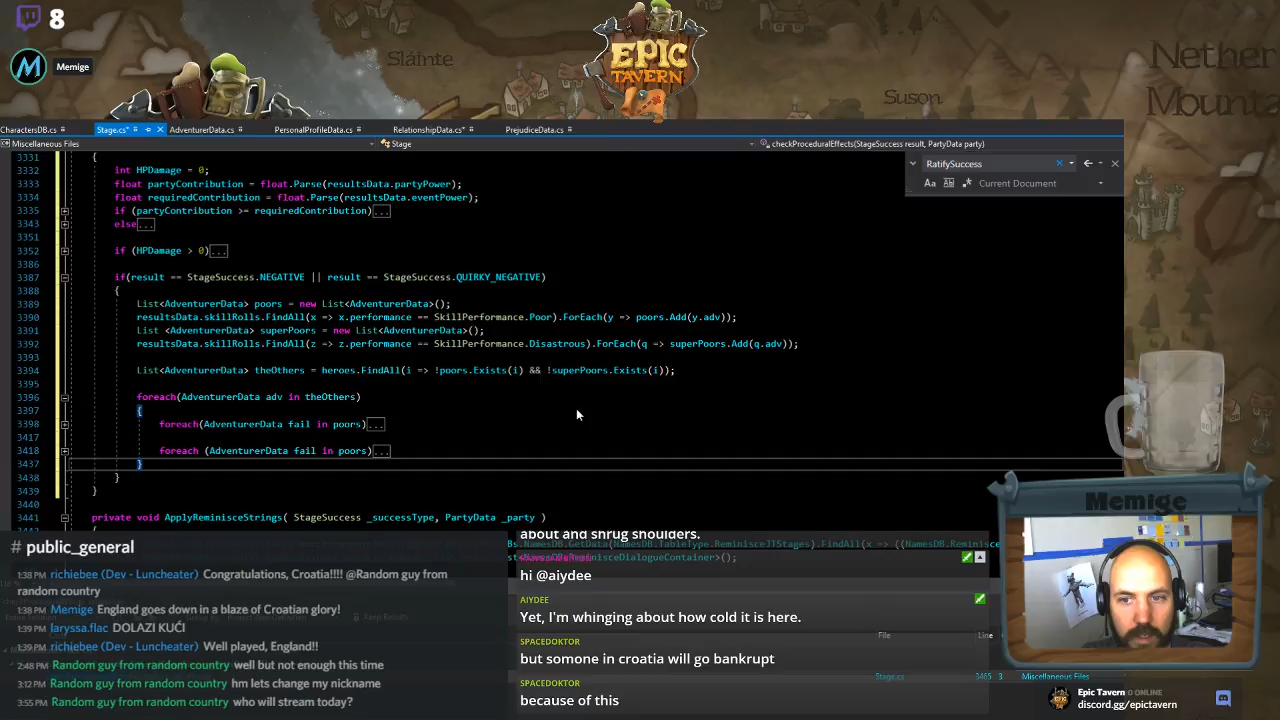 8
Memige
Sláinte
EPIC
TAVERN
Suson
Nether
Mounta
CharactersDB.cs
Stage.cs*
AdventurerData.cs
PersonalProfileData.cs
RelationshipData.cs*
PrejudiceData.cs
Miscellaneous Files
Stage
checkProceduralEffects(StageSuccess result, PartyData party)
RatifySuccess
Aa
Current Document
3331 {
3332 int HPDamage = 0;
3333 float partyContribution = float.Parse(resultsData.partyPower);
3334 float requiredContribution = float.Parse(resultsData.eventPower);
3335 if (partyContribution >= requiredContribution)...
3343 else...
3351
3352 if (HPDamage > 0)...
3386
3387 if(result == StageSuccess.NEGATIVE || result == StageSuccess.QUIRKY_NEGATIVE)
3388 {
3389 List<AdventurerData> poors = new List<AdventurerData>();
3390 resultsData.skillRolls.FindAll(x => x.performance == SkillPerformance.Poor).ForEach(y => poors.Add(y.adv));
3391 List <AdventurerData> superPoors = new List<AdventurerData>();
3392 resultsData.skillRolls.FindAll(z => z.performance == SkillPerformance.Disastrous).ForEach(q => superPoors.Add(q.adv));
3393
3394 List<AdventurerData> theOthers = heroes.FindAll(i => !poors.Exists(i) && !superPoors.Exists(i));
3395
3396 foreach(AdventurerData adv in theOthers)
3397 {
3398 foreach(AdventurerData fail in poors)...
3417
3418 foreach (AdventurerData fail in poors)...
3437 }
3438 }
3439 }
3440
3441 private void ApplyReminisceStrings( StageSuccess _successType, PartyData _party )
# public_general
1:38 PM richiebee (Dev - Luncheater) Congratulations, Croatia!!!! @Random guy from
random country
1:38 PM Memige England goes down in a blaze of Croatian glory!
1:39 PM laryssa.flac DOLAZI KUĆI
1:39 PM richiebee (Dev - Luncheater) Well played, England!!
2:48 PM Random guy from random country well but not enough this time
3:12 PM Random guy from random country hm lets change my nickname
3:55 PM Random guy from random country who will stream today?
about and shrug shoulders.
hi @aiydee
AIYDEE
Yet, I'm whinging about how cold it is here.
SPACEDOKTOR
but somone in croatia will go bankrupt
SPACEDOKTOR
because of this
File
Line
Stage.cs
3465
3
Miscellaneous Files
Memige
Epic Tavern 0 ONLINE
discord.gg/epictavern